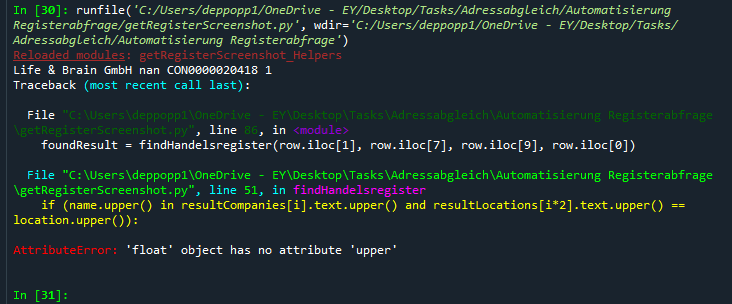 In [30]: runfile('C:/Users/deppopp1/OneDrive - EY/Desktop/Tasks/Adressabgleich/Automatisierung
Registerabfrage/getRegisterScreenshot.py', wdir='C:/Users/deppopp1/OneDrive - EY/Desktop/Tasks/
Adressabgleich/Automatisierung Registerabfrage')
Reloaded modules: getRegisterScreenshot_Helpers
Life & Brain GmbH nan CON0000020418 1
Traceback (most recent call last):
File "C:\Users\deppopp1\OneDrive - EY\Desktop\Tasks\Adressabgleich\Automatisierung Registerabfrage
\getRegisterScreenshot.py", line 86, in <module>
foundResult = findHandelsregister(row.iloc[1], row.iloc[7], row.iloc[9], row.iloc[0])
File "C:\Users\deppopp1\OneDrive - EY\Desktop\Tasks\Adressabgleich\Automatisierung Registerabfrage
\getRegisterScreenshot.py", line 51, in findHandelsregister
if (name.upper() in resultCompanies[i].text.upper() and resultLocations[i*2].text.upper() ==
location.upper()):
AttributeError: 'float' object has no attribute 'upper'
In [31]: